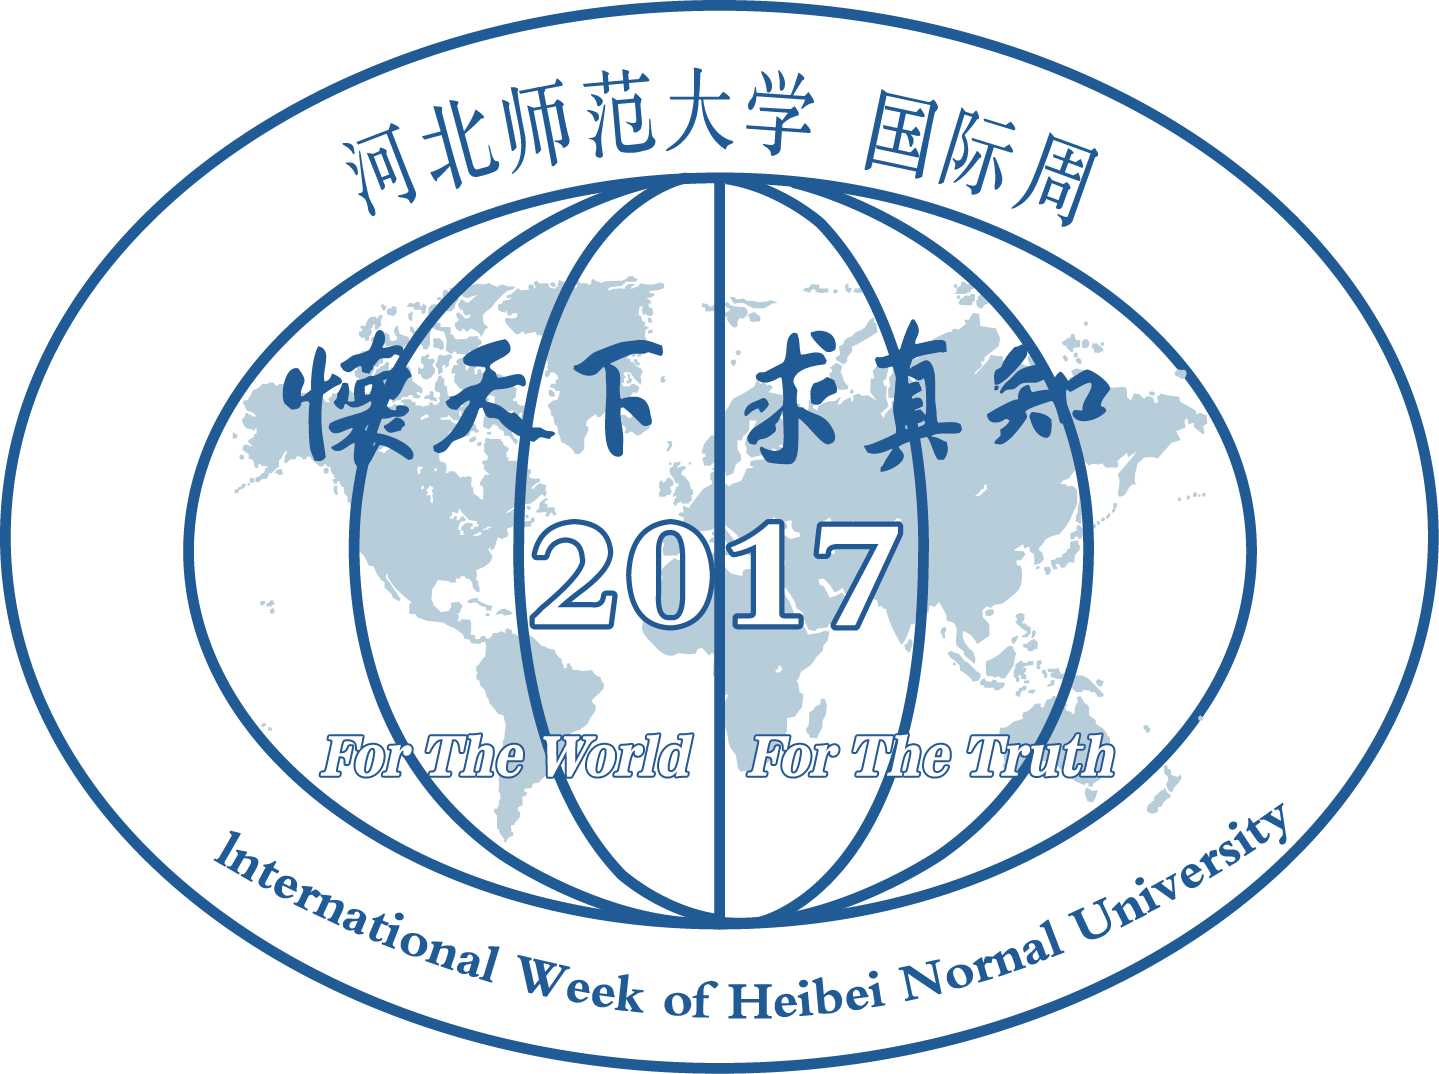 河北师范大学 国际周
懷天下 求真知
2017
For The World For The Truth
International Week of Heibei Nornal University